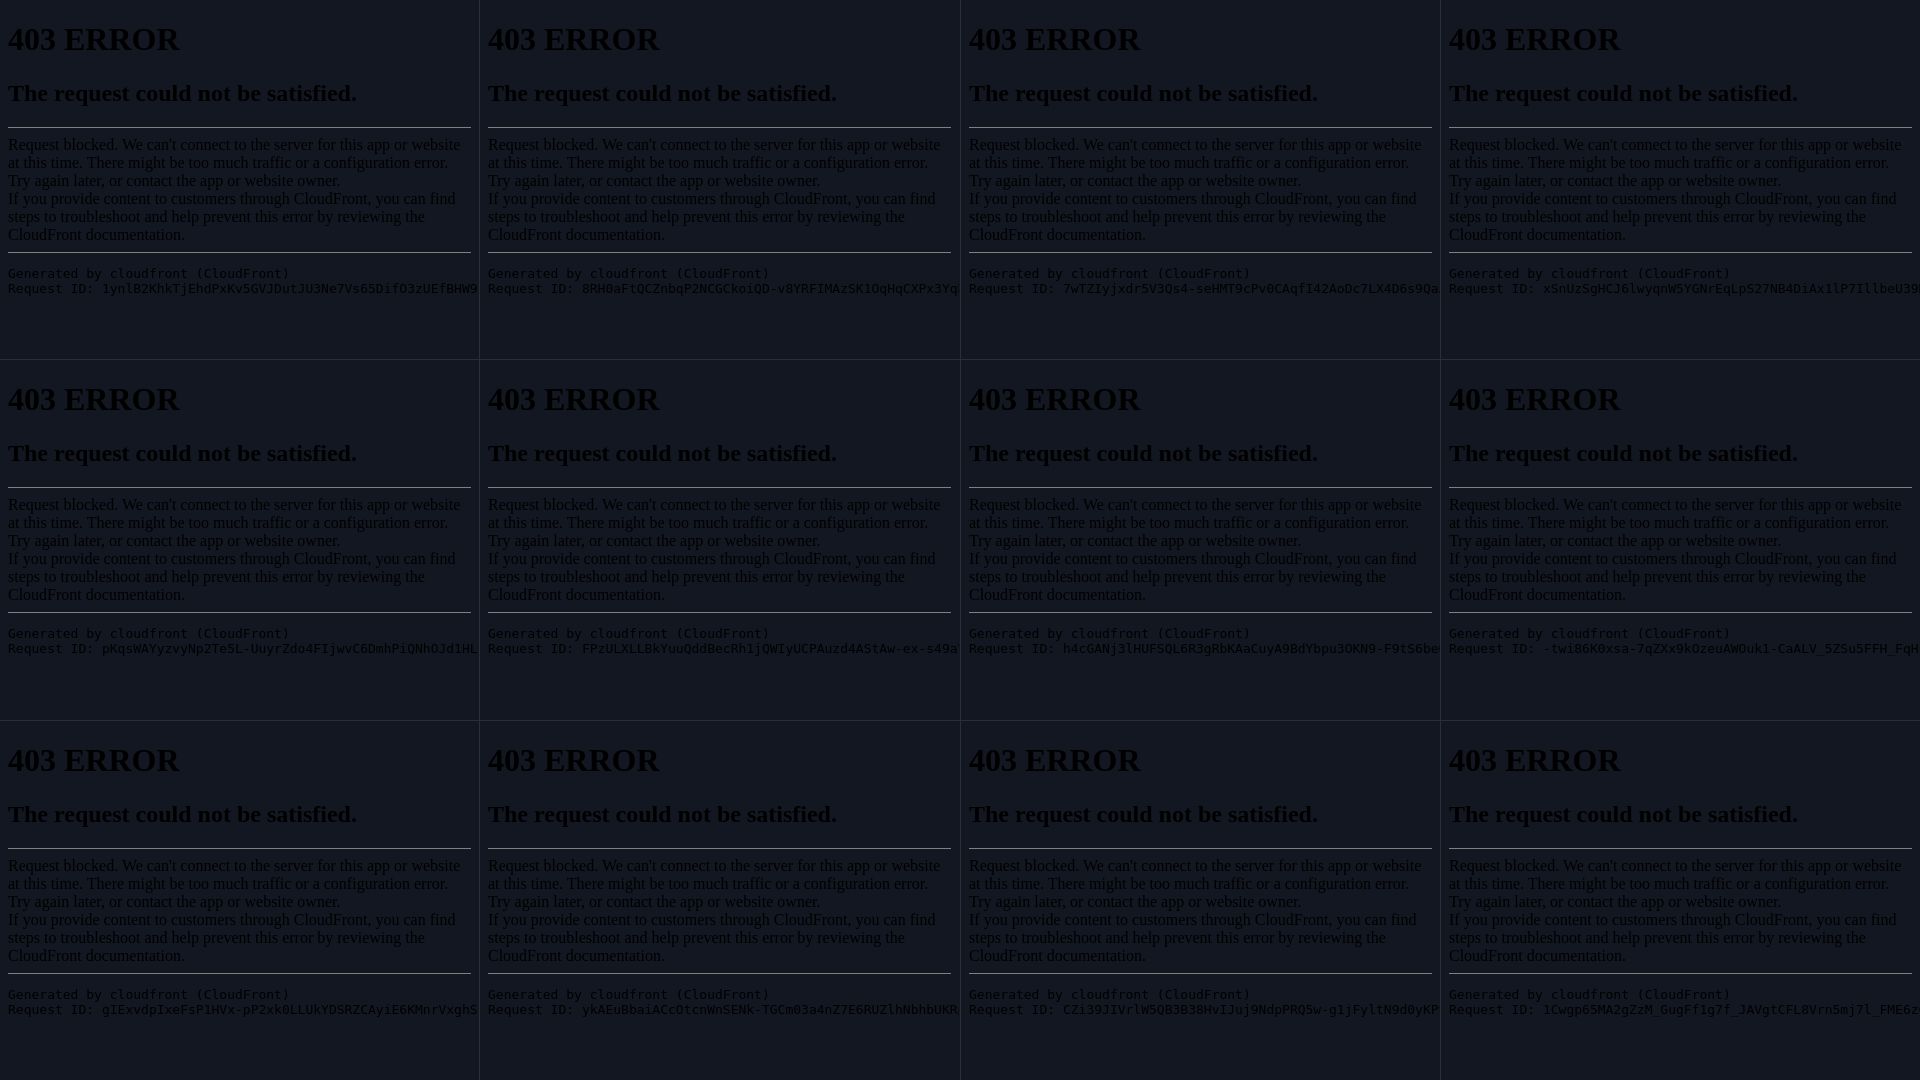 403 ERROR
The request could not be satisfied.
Request blocked. We can't connect to the server for this app or website
at this time. There might be too much traffic or a configuration error.
Try again later, or contact the app or website owner.
If you provide content to customers through CloudFront, you can find
steps to troubleshoot and help prevent this error by reviewing the
CloudFront documentation.
Generated by cloudfront (CloudFront)
Request ID: 1ynlB2KhkTjEhdPxKv5GVJDutJU3Ne7Vs65DifO3zUEfBHW9
403 ERROR
The request could not be satisfied.
Request blocked. We can't connect to the server for this app or website
at this time. There might be too much traffic or a configuration error.
Try again later, or contact the app or website owner.
If you provide content to customers through CloudFront, you can find
steps to troubleshoot and help prevent this error by reviewing the
CloudFront documentation.
Generated by cloudfront (CloudFront)
Request ID: 8RH0aFtQCZnbqP2NCGCkoiQD-v8YRFIMAzSK1OqHqCXPx3Yq
403 ERROR
The request could not be satisfied.
Request blocked. We can't connect to the server for this app or website
at this time. There might be too much traffic or a configuration error.
Try again later, or contact the app or website owner.
If you provide content to customers through CloudFront, you can find
steps to troubleshoot and help prevent this error by reviewing the
CloudFront documentation.
Generated by cloudfront (CloudFront)
Request ID: 7wTZIyjxdr5V3Qs4-seHMT9cPv0CAqfI42AoDc7LX4D6s9Qa
403 ERROR
The request could not be satisfied.
Request blocked. We can't connect to the server for this app or website
at this time. There might be too much traffic or a configuration error.
Try again later, or contact the app or website owner.
If you provide content to customers through CloudFront, you can find
steps to troubleshoot and help prevent this error by reviewing the
CloudFront documentation.
Generated by cloudfront (CloudFront)
Request ID: xSnUzSgHCJ6lwyqnW5YGNrEqLpS27NB4DiAx1lP7IllbeU39
403 ERROR
The request could not be satisfied.
Request blocked. We can't connect to the server for this app or website
at this time. There might be too much traffic or a configuration error.
Try again later, or contact the app or website owner.
If you provide content to customers through CloudFront, you can find
steps to troubleshoot and help prevent this error by reviewing the
CloudFront documentation.
Generated by cloudfront (CloudFront)
Request ID: pKqsWAYyzvyNp2Te5L-UuyrZdo4FIjwvC6DmhPiQNhOJd1HL
403 ERROR
The request could not be satisfied.
Request blocked. We can't connect to the server for this app or website
at this time. There might be too much traffic or a configuration error.
Try again later, or contact the app or website owner.
If you provide content to customers through CloudFront, you can find
steps to troubleshoot and help prevent this error by reviewing the
CloudFront documentation.
Generated by cloudfront (CloudFront)
Request ID: FPzULXLLBkYuuQddBecRh1jQWIyUCPAuzd4AStAw-ex-s49a
403 ERROR
The request could not be satisfied.
Request blocked. We can't connect to the server for this app or website
at this time. There might be too much traffic or a configuration error.
Try again later, or contact the app or website owner.
If you provide content to customers through CloudFront, you can find
steps to troubleshoot and help prevent this error by reviewing the
CloudFront documentation.
Generated by cloudfront (CloudFront)
Request ID: h4cGANj3lHUFSQL6R3gRbKAaCuyA9BdYbpu3OKN9-F9tS6be
403 ERROR
The request could not be satisfied.
Request blocked. We can't connect to the server for this app or website
at this time. There might be too much traffic or a configuration error.
Try again later, or contact the app or website owner.
If you provide content to customers through CloudFront, you can find
steps to troubleshoot and help prevent this error by reviewing the
CloudFront documentation.
Generated by cloudfront (CloudFront)
Request ID: -twi86K0xsa-7qZXx9kOzeuAWOuk1-CaALV_5ZSu5FFH_FqH
403 ERROR
The request could not be satisfied.
Request blocked. We can't connect to the server for this app or website
at this time. There might be too much traffic or a configuration error.
Try again later, or contact the app or website owner.
If you provide content to customers through CloudFront, you can find
steps to troubleshoot and help prevent this error by reviewing the
CloudFront documentation.
Generated by cloudfront (CloudFront)
Request ID: gIExvdpIxeFsP1HVx-pP2xk0LLUkYDSRZCAyiE6KMnrVxghS
403 ERROR
The request could not be satisfied.
Request blocked. We can't connect to the server for this app or website
at this time. There might be too much traffic or a configuration error.
Try again later, or contact the app or website owner.
If you provide content to customers through CloudFront, you can find
steps to troubleshoot and help prevent this error by reviewing the
CloudFront documentation.
Generated by cloudfront (CloudFront)
Request ID: ykAEuBbaiACcOtcnWnSENk-TGCm03a4nZ7E6RUZlhNbhbUKR
403 ERROR
The request could not be satisfied.
Request blocked. We can't connect to the server for this app or website
at this time. There might be too much traffic or a configuration error.
Try again later, or contact the app or website owner.
If you provide content to customers through CloudFront, you can find
steps to troubleshoot and help prevent this error by reviewing the
CloudFront documentation.
Generated by cloudfront (CloudFront)
Request ID: CZi39JIVrlW5QB3B38HvIJuj9NdpPRQ5w-g1jFyltN9d0yKP
403 ERROR
The request could not be satisfied.
Request blocked. We can't connect to the server for this app or website
at this time. There might be too much traffic or a configuration error.
Try again later, or contact the app or website owner.
If you provide content to customers through CloudFront, you can find
steps to troubleshoot and help prevent this error by reviewing the
CloudFront documentation.
Generated by cloudfront (CloudFront)
Request ID: 1Cwgp65MA2gZzM_GugFf1g7f_JAVgtCFL8Vrn5mj7l_FME6z